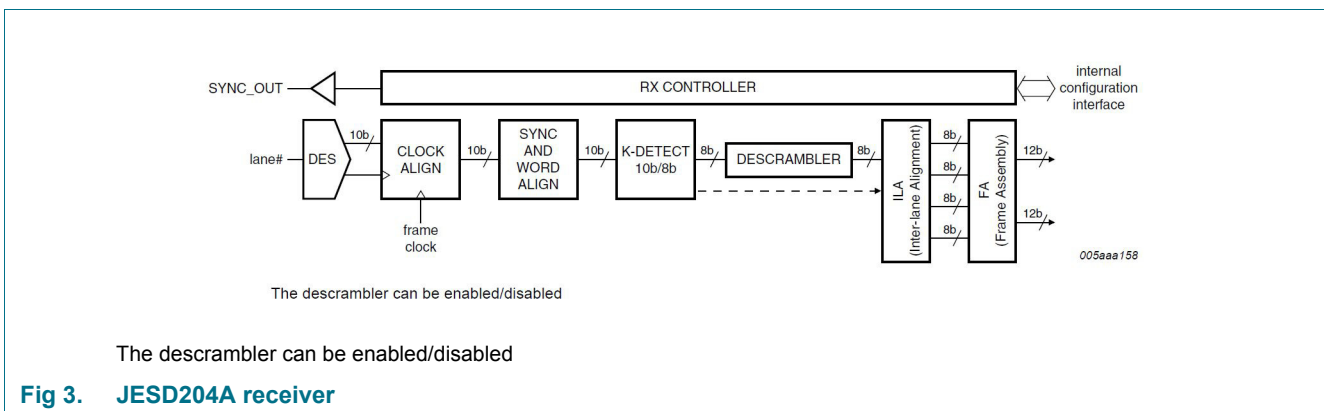 SYNC_OUT
RX CONTROLLER
internal
configuration
interface
lane#
DES
10b
CLOCK
ALIGN
frame
clock
10b
SYNC
AND
WORD
ALIGN
10b
K-DETECT
10b/8b
8b
DESCRAMBLER
8b
ILA
(Inter-lane Alignment)
8b
8b
8b
8b
FA
(Frame Assembly)
12b
12b
005aaa158
The descrambler can be enabled/disabled
The descrambler can be enabled/disabled
Fig 3. JESD204A receiver